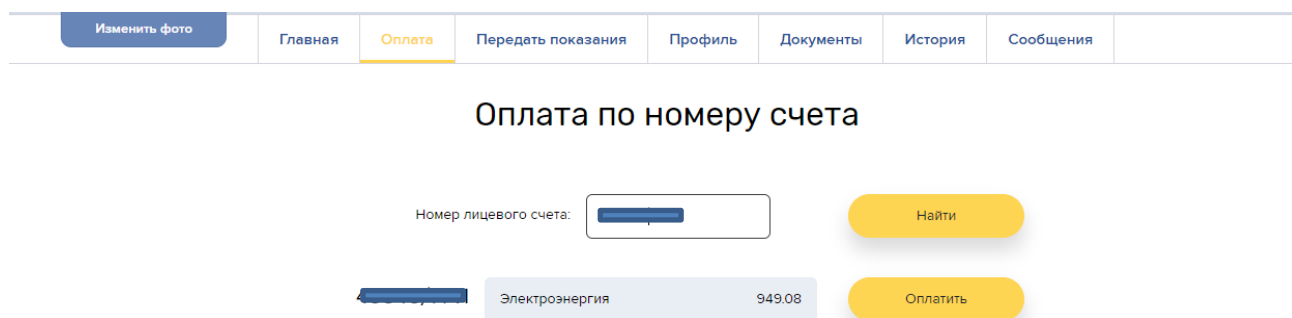 Изменить фото
Главная Оплата Передать показания Профиль Документы История Сообщения
Оплата по номеру счета
Номер лицевого счета: Найти
Электроэнергия 949.08 Оплатить